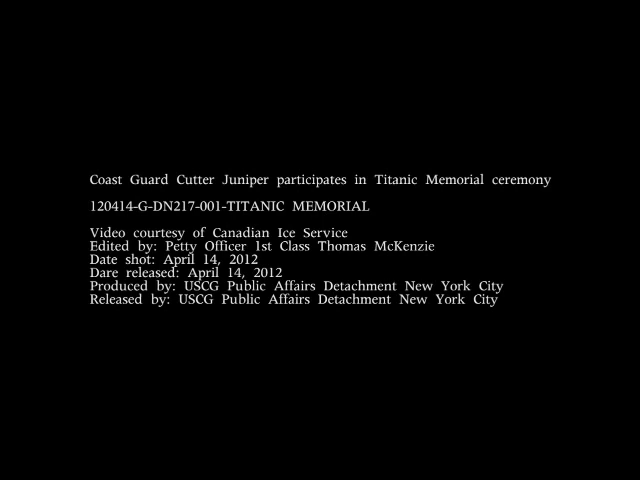 Coast Guard Cutter Juniper participates in Titanic Memorial ceremony
120414-G-DN217-001-TITANIC MEMORIAL
Video courtesy of Canadian Ice Service
Edited by: Petty Officer 1st Class Thomas McKenzie
Date shot: April 14, 2012
Dare released: April 14, 2012
Produced by: USCG Public Affairs Detachment New York City
Released by: USCG Public Affairs Detachment New York City